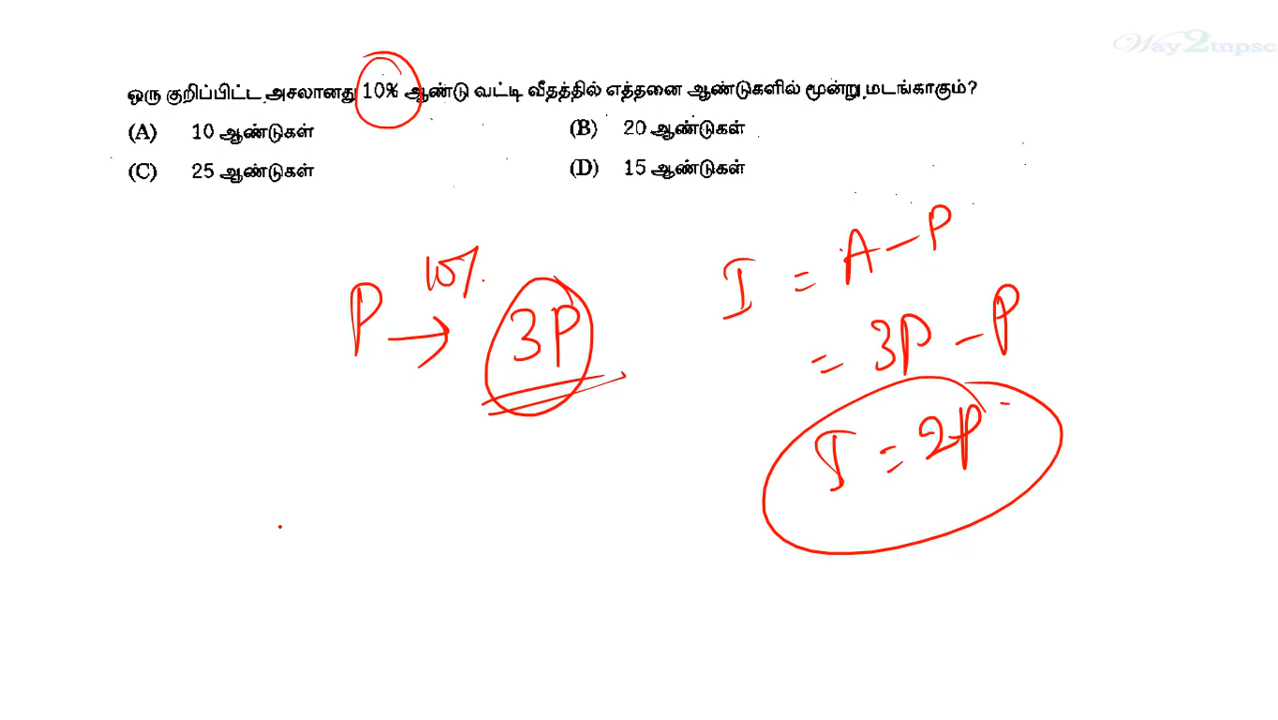 Way2tnpsc
ஒரு குறிப்பிட்ட அசலானது 10% ஆண்டு வட்டி வீதத்தில் எத்தனை ஆண்டுகளில் மூன்று மடங்காகும்?
(A) 10 ஆண்டுகள் (B) 20 ஆண்டுகள்
(C) 25 ஆண்டுகள் (D) 15 ஆண்டுகள்
P → 10% 3P
I = A - P
= 3P - P
I = 2P